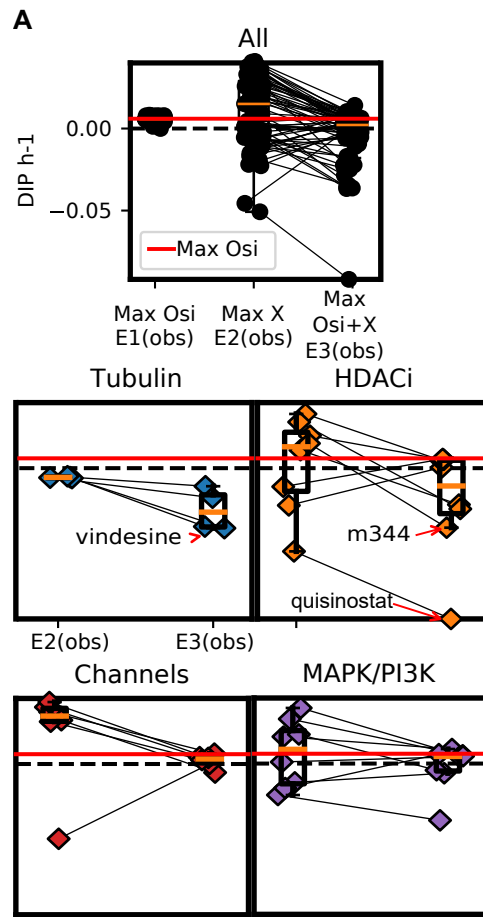 A
All
DIP h-1
0.00
−0.05
Max Osi
Max Osi
E1(obs)
Max X
E2(obs)
Max
Osi+X
E3(obs)
Tubulin
HDACi
vindesine
m344
quisinostat
E2(obs)
E3(obs)
Channels
MAPK/PI3K